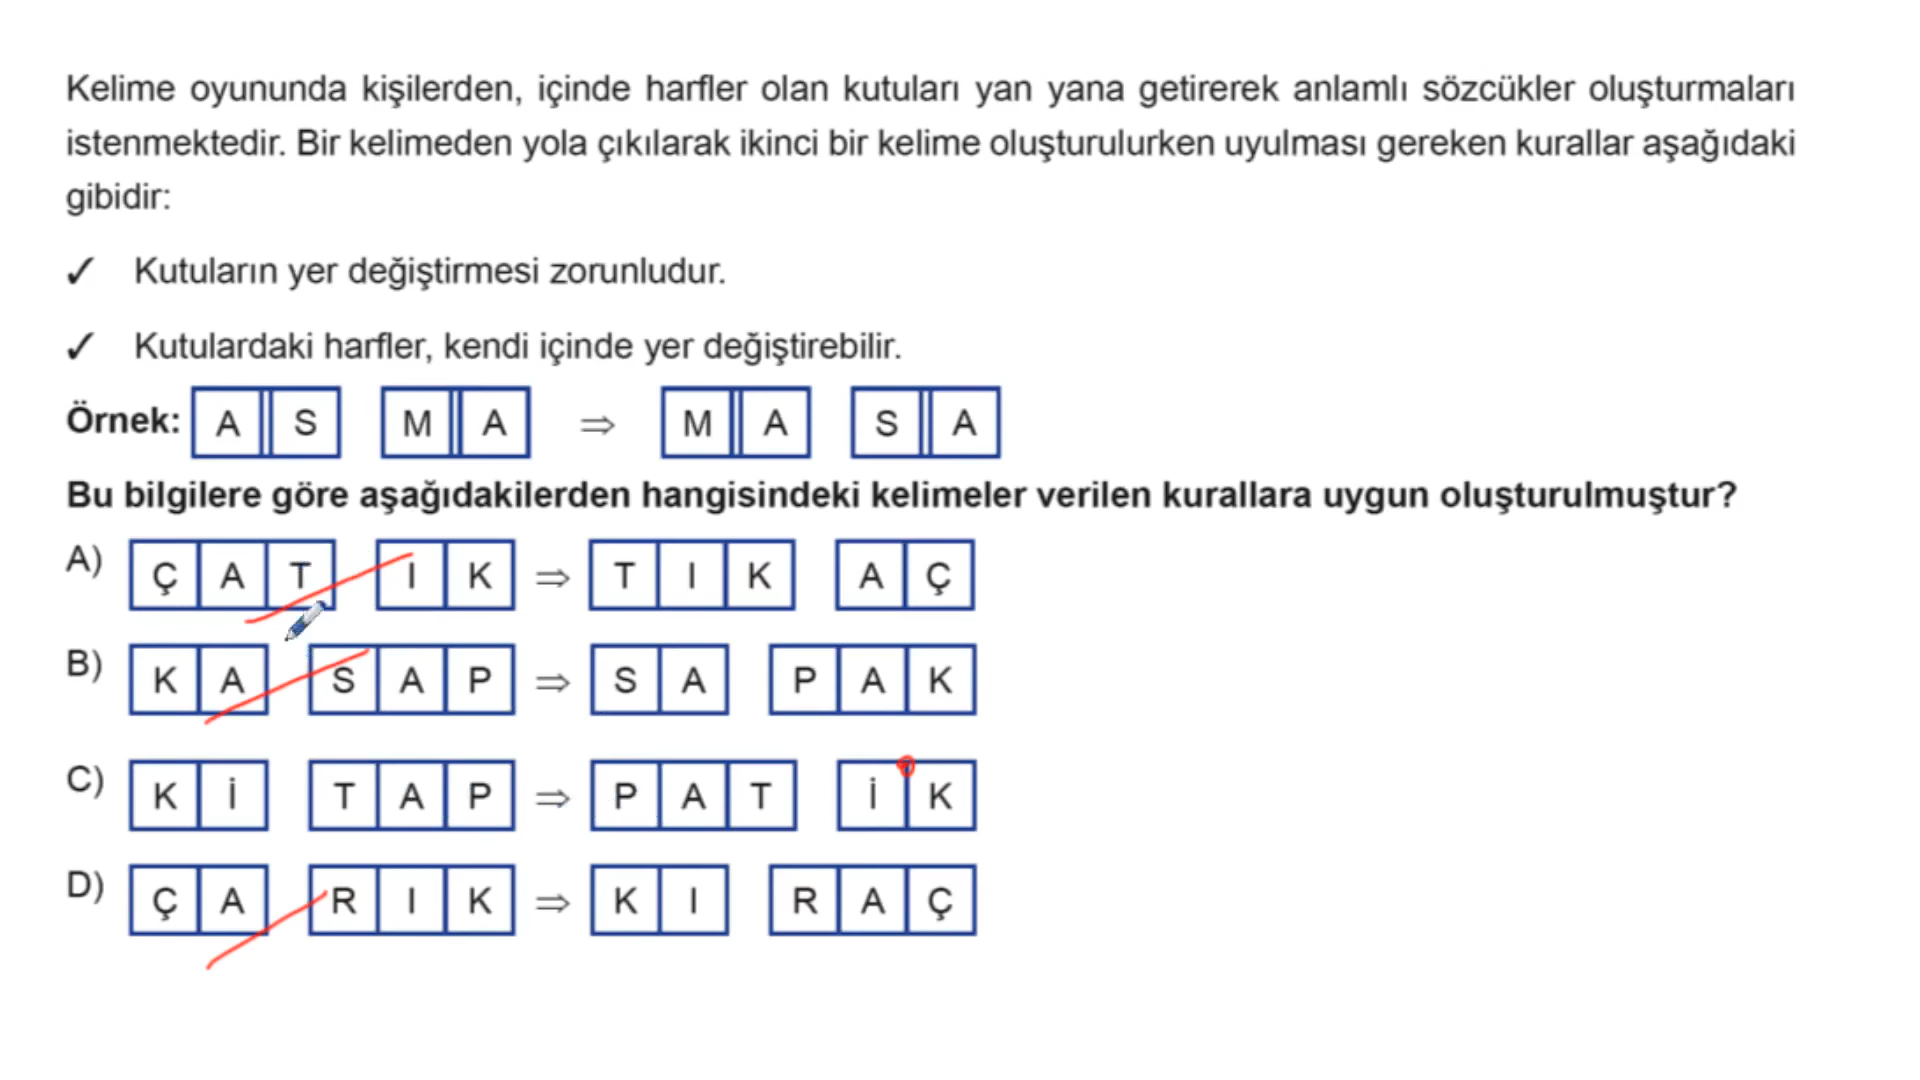 Kelime oyununda kişilerden, içinde harfler olan kutuları yan yana getirerek anlamlı sözcükler oluşturmaları
istenmektedir. Bir kelimeden yola çıkılarak ikinci bir kelime oluşturulurken uyulması gereken kurallar aşağıdaki
gibidir:
✓ Kutuların yer değiştirmesi zorunludur.
✓ Kutulardaki harfler, kendi içinde yer değiştirebilir.
Örnek: A S M A ⇒ M A S A
Bu bilgilere göre aşağıdakilerden hangisindeki kelimeler verilen kurallara uygun oluşturulmuştur?
A) Ç A T I K ⇒ T I K A Ç
B) K A S A P ⇒ S A P A K
C) K İ T A P ⇒ P A T İ K
D) Ç A R I K ⇒ K I R A Ç